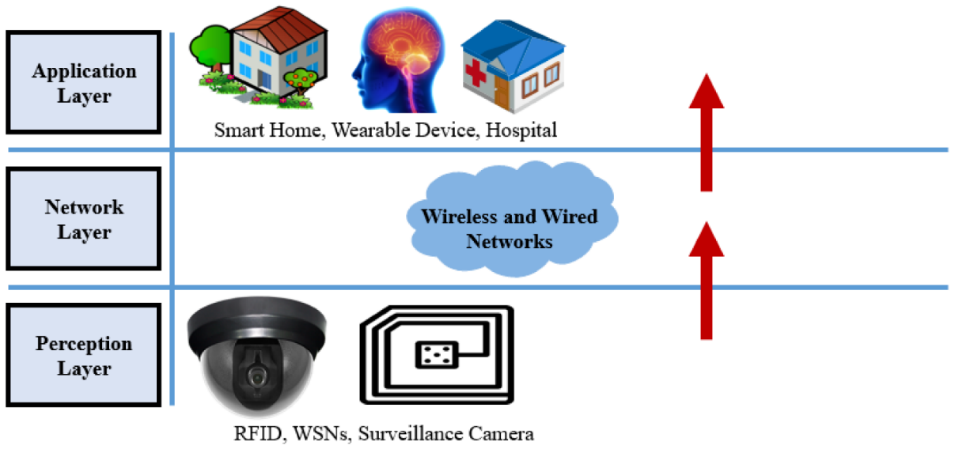 Application
Layer
Smart Home, Wearable Device, Hospital
Network
Layer
Wireless and Wired
Networks
Perception
Layer
RFID, WSNs, Surveillance Camera